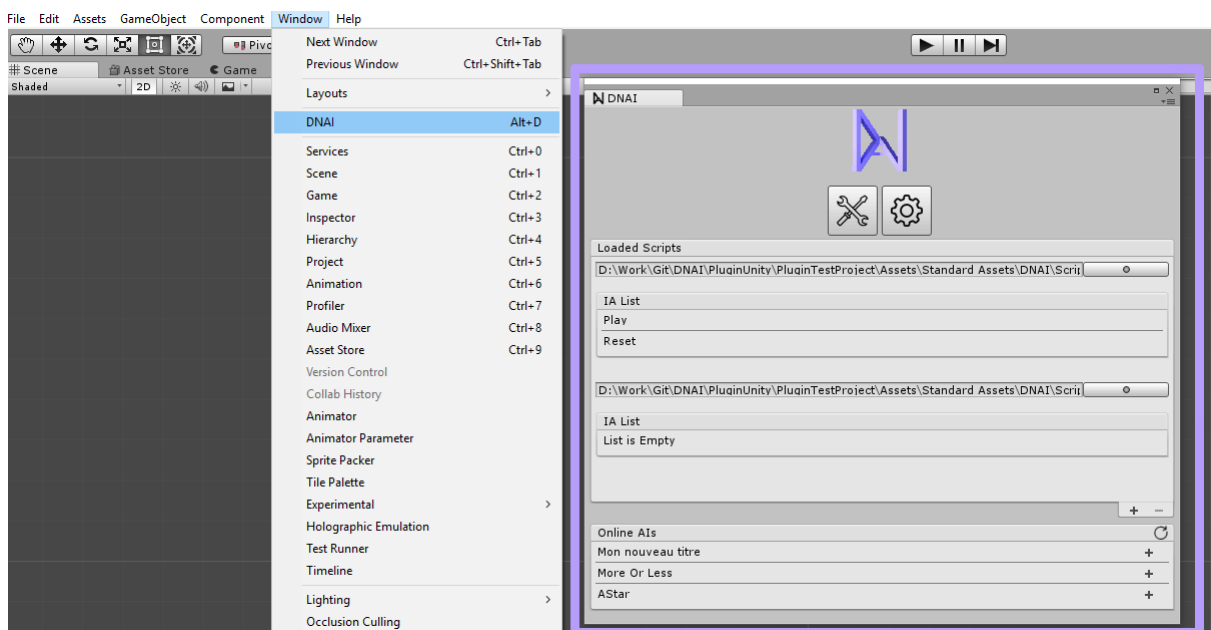 File Edit Assets GameObject Component Window Help
Pivo
# Scene Asset Store Game
Shaded 2D
Next Window Ctrl+Tab
Previous Window Ctrl+Shift+Tab
Layouts
DNAI Alt+D
Services Ctrl+0
Scene Ctrl+1
Game Ctrl+2
Inspector Ctrl+3
Hierarchy Ctrl+4
Project Ctrl+5
Animation Ctrl+6
Profiler Ctrl+7
Audio Mixer Ctrl+8
Asset Store Ctrl+9
Version Control
Collab History
Animator
Animator Parameter
Sprite Packer
Tile Palette
Experimental
Holographic Emulation
Test Runner
Timeline
Lighting
Occlusion Culling
DNAI
Loaded Scripts
D:\Work\Git\DNAI\PluginUnity\PluginTestProject\Assets\Standard Assets\DNAI\Scrip
IA List
Play
Reset
D:\Work\Git\DNAI\PluginUnity\PluginTestProject\Assets\Standard Assets\DNAI\Scrip
IA List
List is Empty
+ −
Online AIs
Mon nouveau titre +
More Or Less +
AStar +